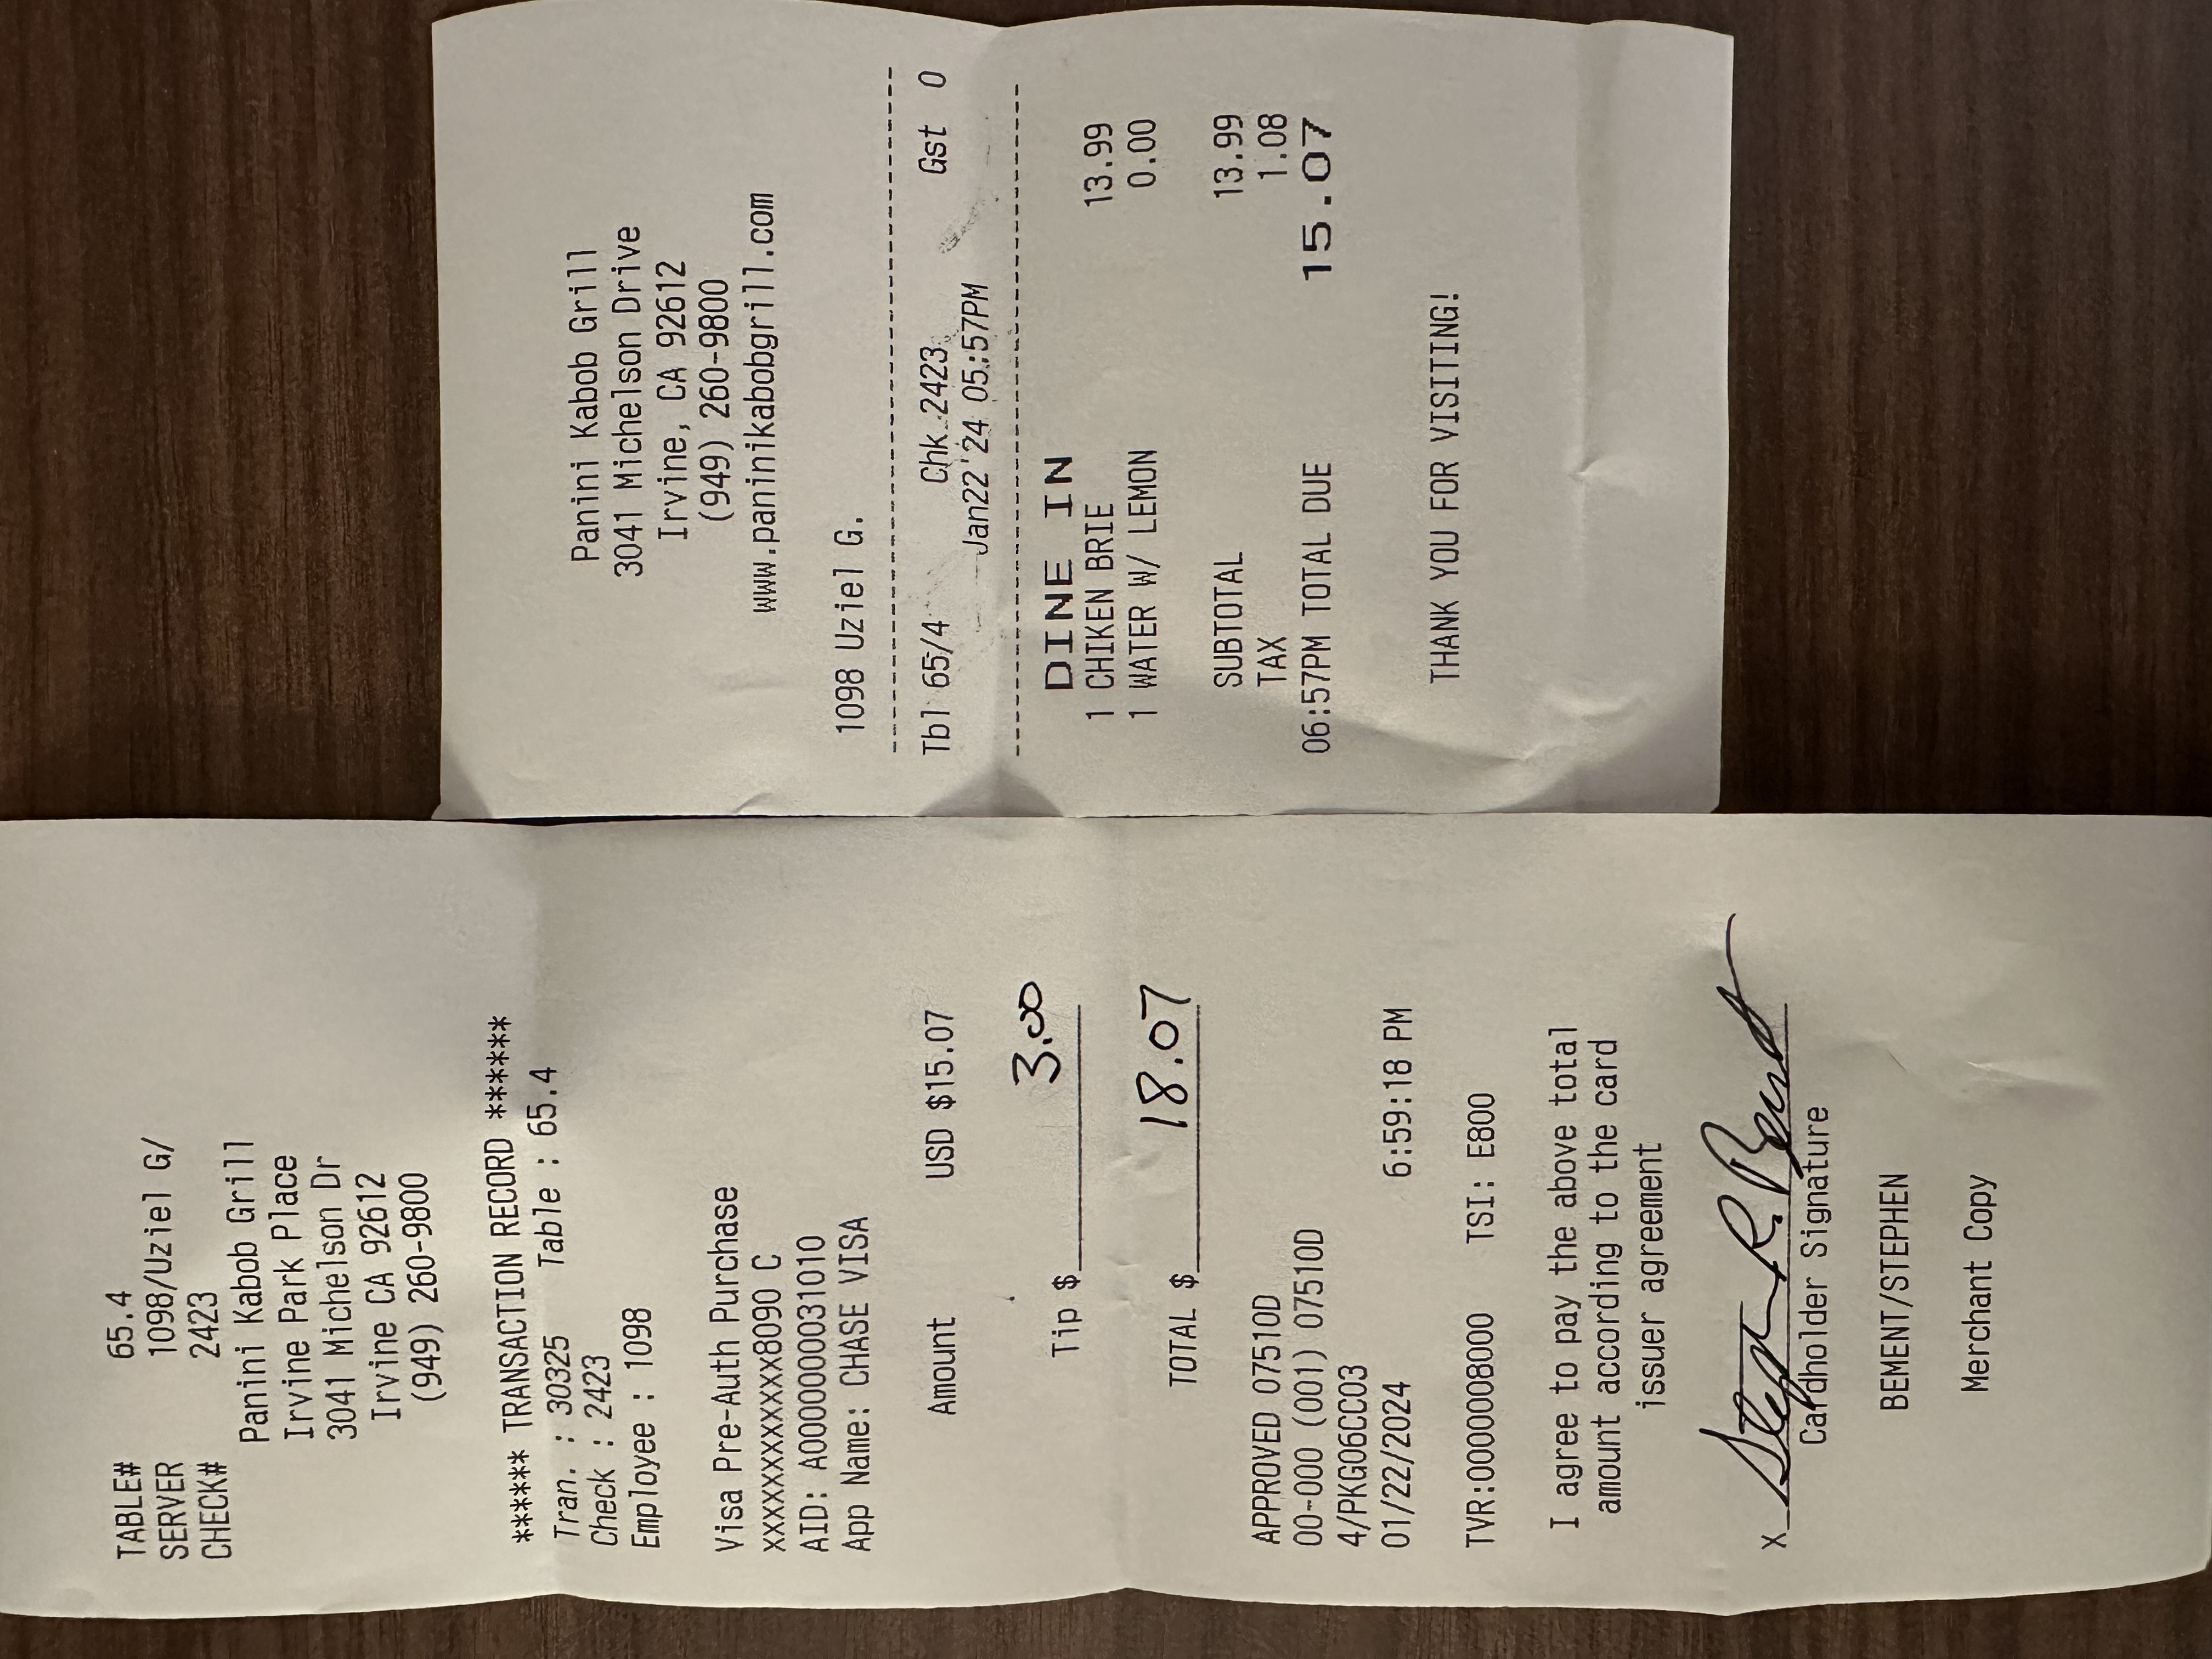 TABLE# 65.4
SERVER 1098/Uziel G/
CHECK# 2423
Panini Kabob Grill
Irvine Park Place
3041 Michelson Dr
Irvine CA 92612
(949) 260-9800
****** TRANSACTION RECORD ******
Tran. : 30325 Table : 65.4
Check : 2423
Employee : 1098
Visa Pre-Auth Purchase
xxxxxxxxxxxx8090 C
AID: A0000000031010
App Name: CHASE VISA
Amount USD $15.07
Tip $ 3.00
TOTAL $ 18.07
APPROVED 07510D
00-000 (001) 07510D
4/PKG06CC03
01/22/2024 6:59:18 PM
TVR:0000008000 TSI: E800
I agree to pay the above total
amount according to the card
issuer agreement
x Stephen R. Bement
Cardholder Signature
BEMENT/STEPHEN
Merchant Copy
Panini Kabob Grill
3041 Michelson Drive
Irvine, CA 92612
(949) 260-9800
www.paninikabobgrill.com
1098 Uziel G.
Tbl 65/4 Chk 2423 Gst 0
Jan22'24 05:57PM
DINE IN
1 CHIKEN BRIE 13.99
1 WATER W/ LEMON 0.00
SUBTOTAL 13.99
TAX 1.08
06:57PM TOTAL DUE 15.07
THANK YOU FOR VISITING!